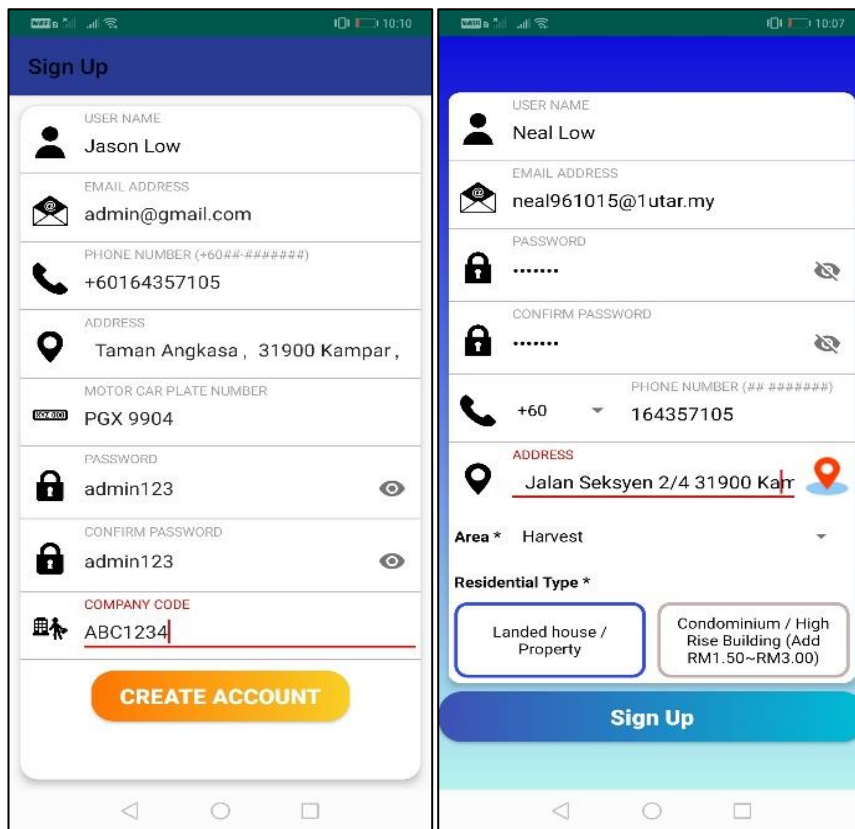 10:10
Sign Up
USER NAME
Jason Low
EMAIL ADDRESS
admin@gmail.com
PHONE NUMBER (+60##-#######)
+60164357105
ADDRESS
Taman Angkasa , 31900 Kampar ,
MOTOR CAR PLATE NUMBER
PGX 9904
PASSWORD
admin123
CONFIRM PASSWORD
admin123
COMPANY CODE
ABC1234
CREATE ACCOUNT
10:07
USER NAME
Neal Low
EMAIL ADDRESS
neal961015@1utar.my
PASSWORD
•••••••
CONFIRM PASSWORD
•••••••
PHONE NUMBER (## #######)
+60 164357105
ADDRESS
Jalan Seksyen 2/4 31900 Kam
Area * Harvest
Residential Type *
Landed house /
Property
Condominium / High
Rise Building (Add
RM1.50~RM3.00)
Sign Up